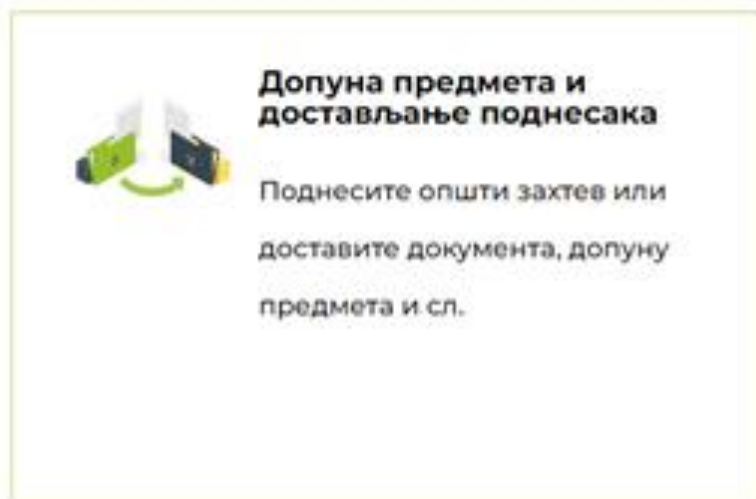 Допуна предмета и
достављање поднесака
Поднесите општи захтев или
доставите документа, допуну
предмета и сл.